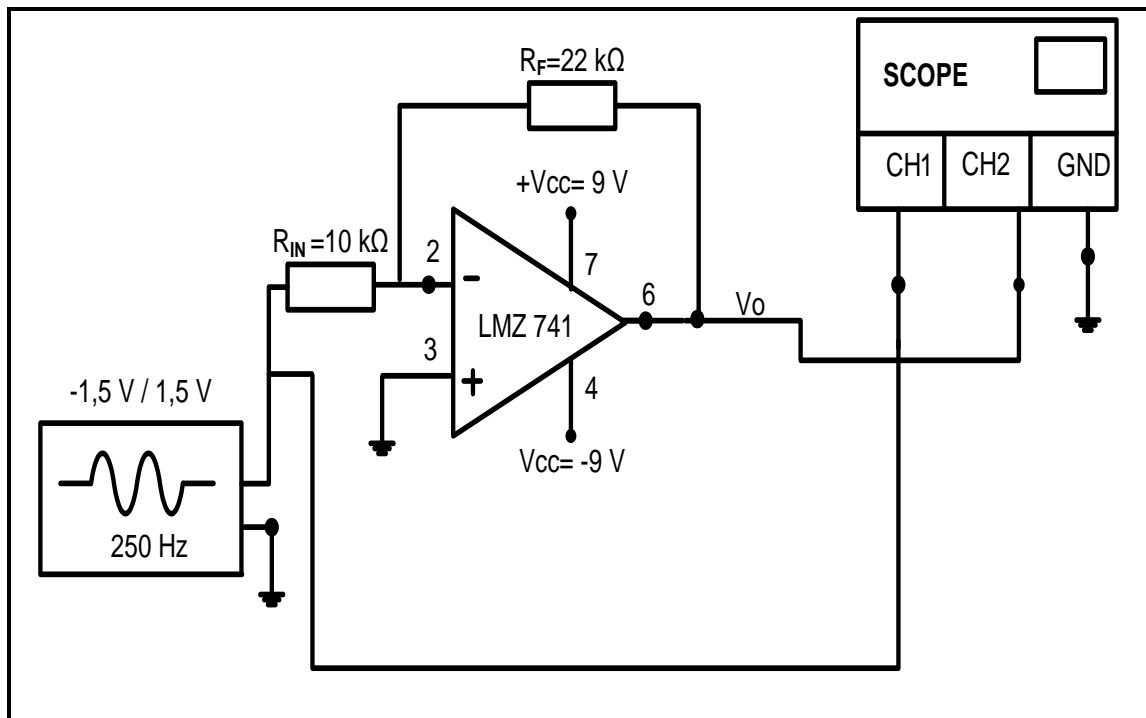 R_F=22 kΩ
SCOPE
CH1
CH2
GND
+Vcc= 9 V
R_IN =10 kΩ
2
-
7
6
Vo
LMZ 741
3
+
4
-1,5 V / 1,5 V
Vcc= -9 V
250 Hz